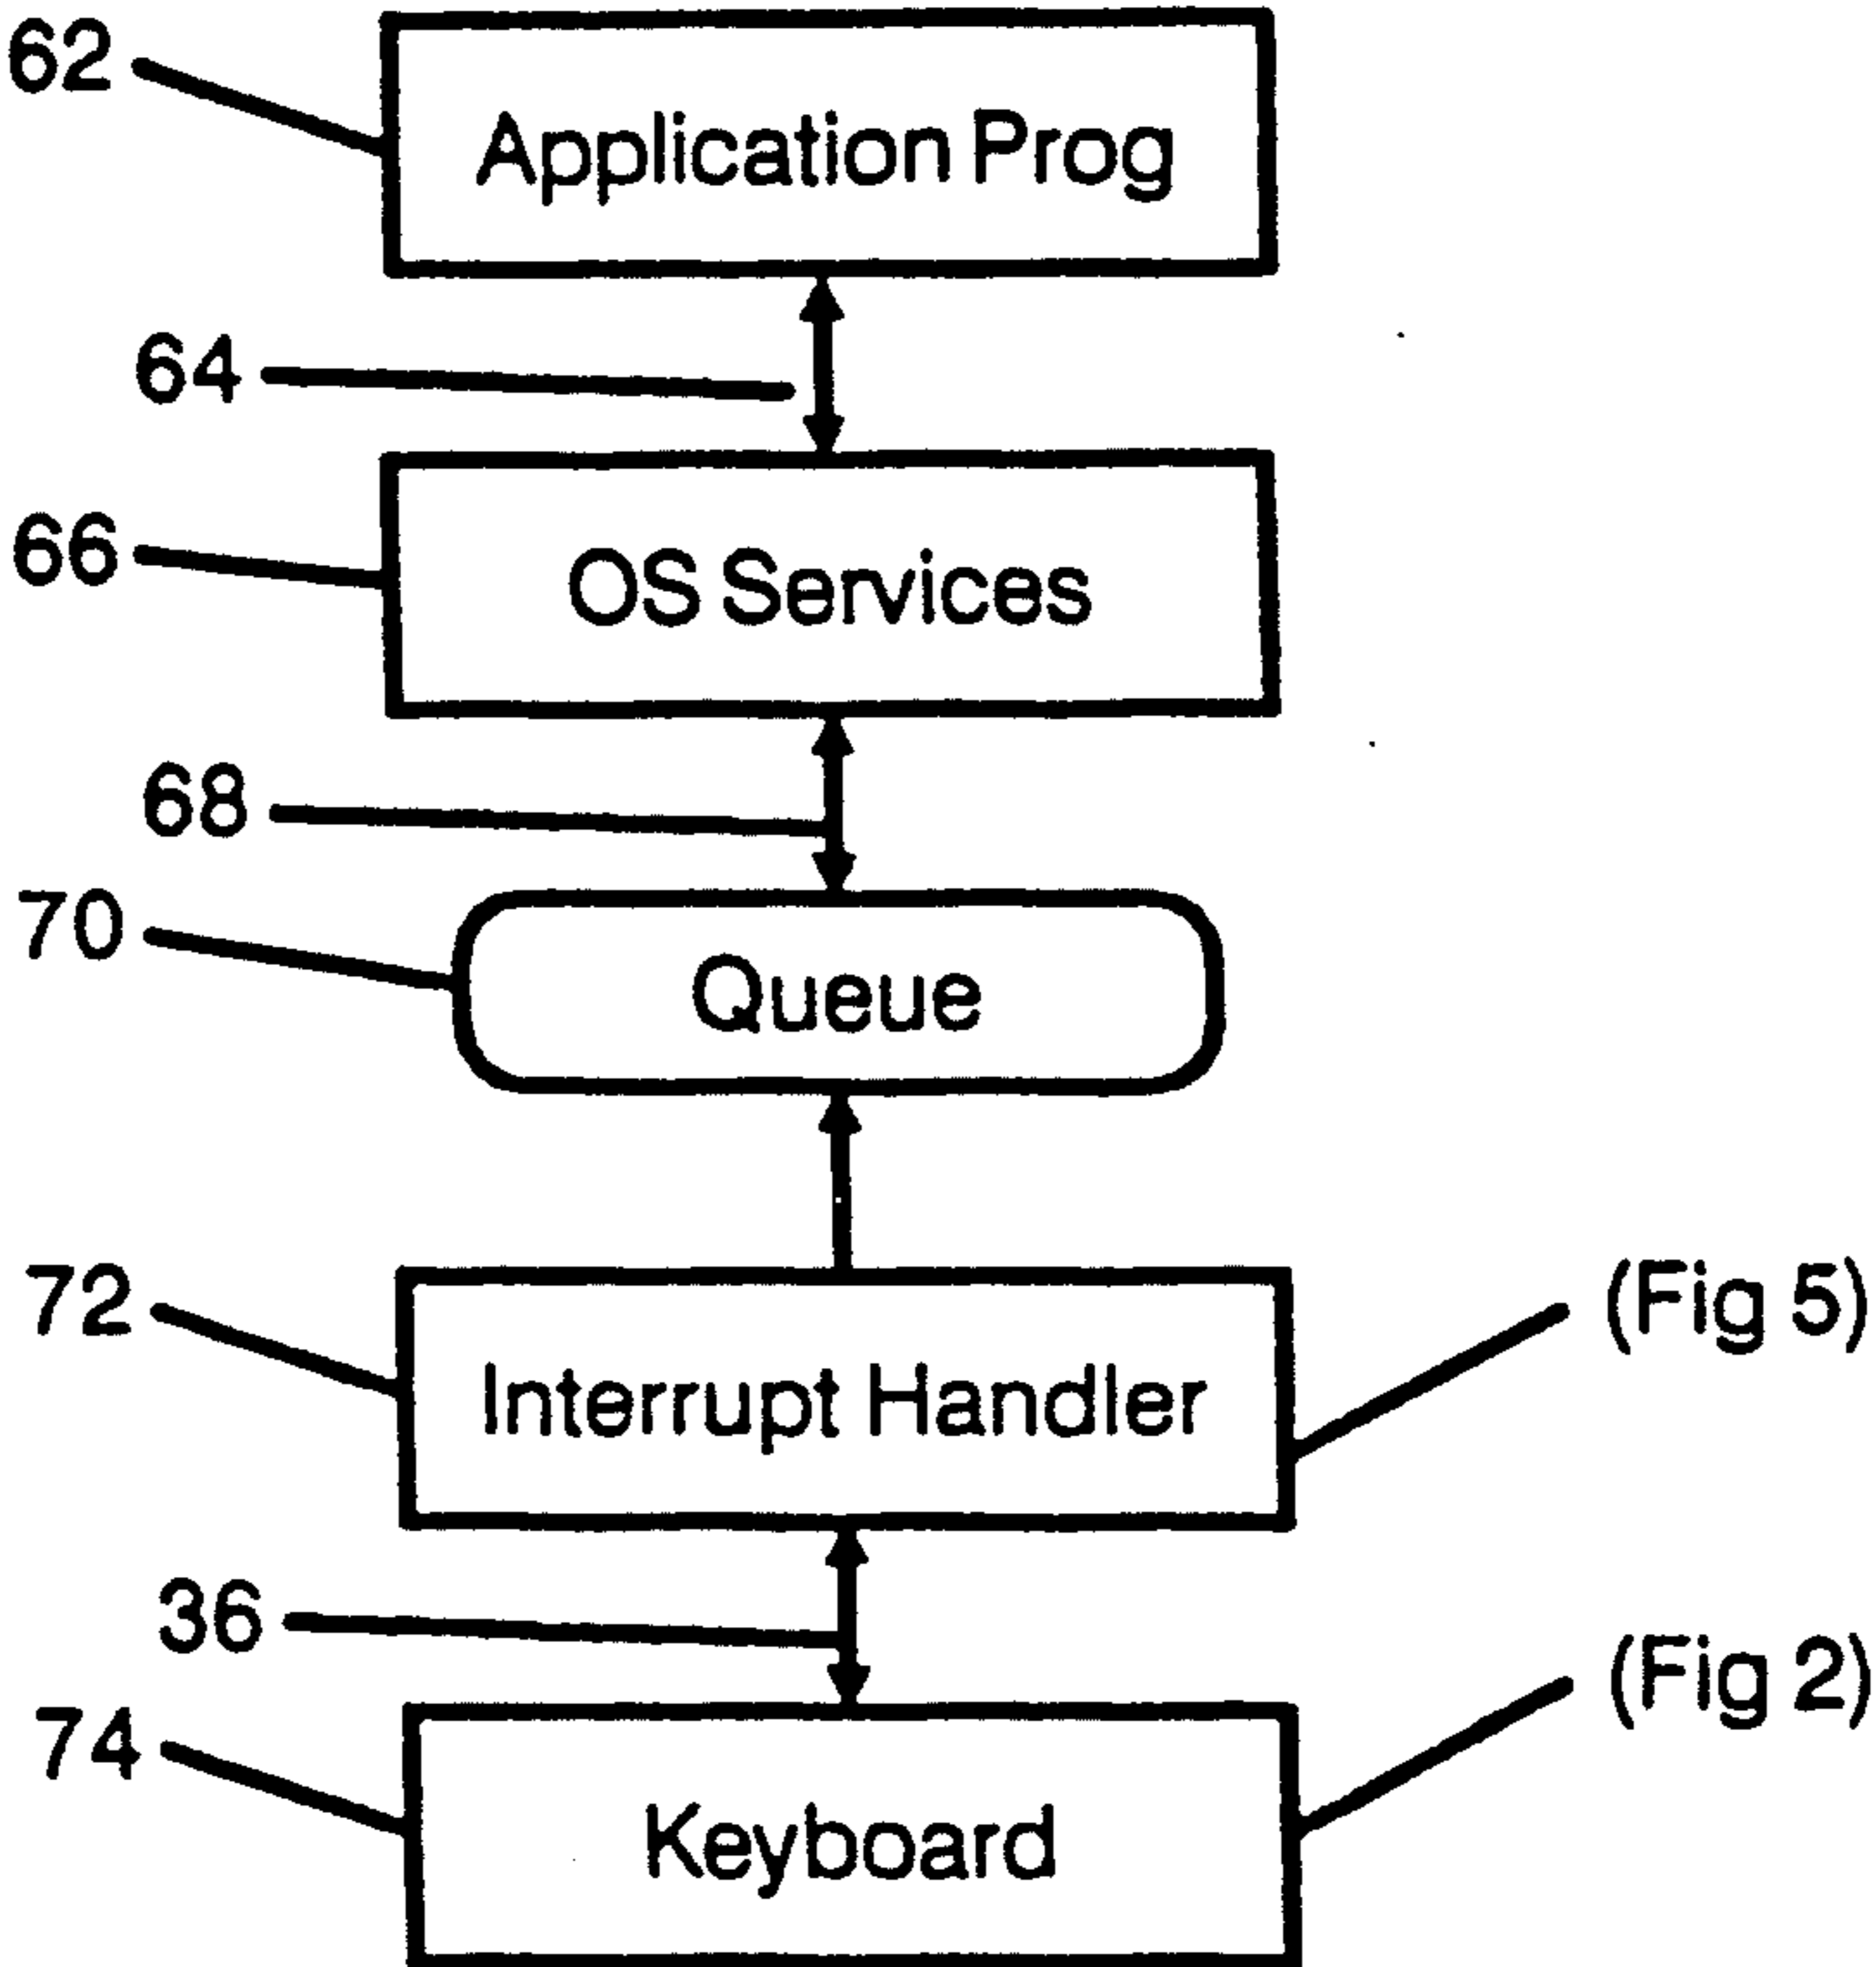 62
Application Prog
64
66
OS Services
68
70
Queue
72
Interrupt Handler
(Fig 5)
36
74
Keyboard
(Fig 2)